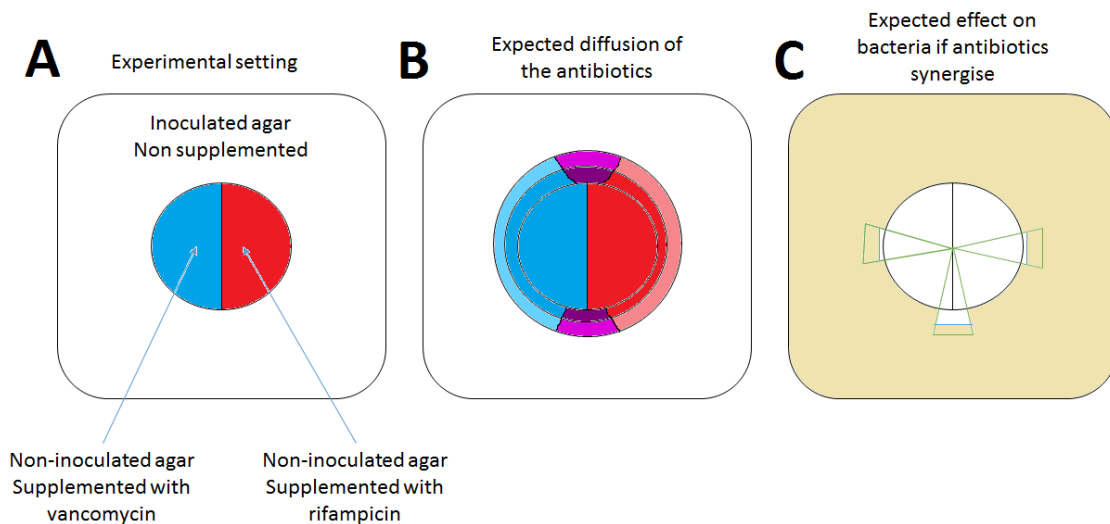 A
Experimental setting
Inoculated agar
Non supplemented
Non-inoculated agar
Supplemented with
vancomycin
Non-inoculated agar
Supplemented with
rifampicin
B
Expected diffusion of
the antibiotics
C
Expected effect on
bacteria if antibiotics
synergise